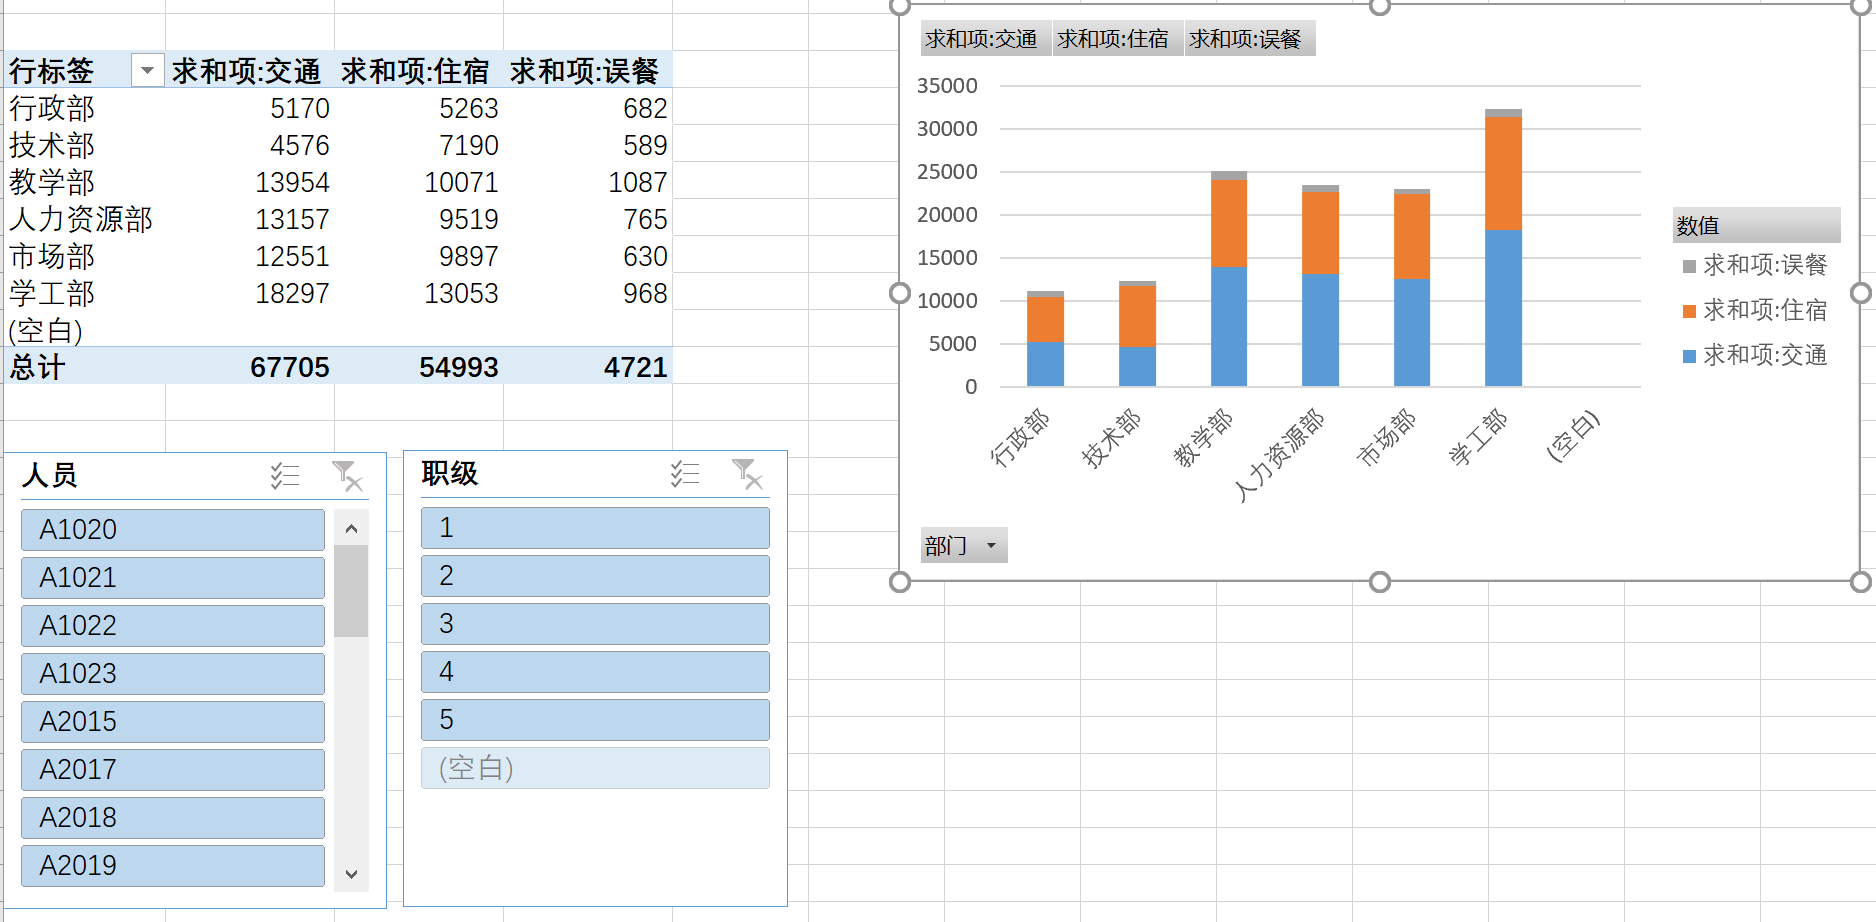 行标签 求和项:交通 求和项:住宿 求和项:误餐
行政部 5170 5263 682
技术部 4576 7190 589
教学部 13954 10071 1087
人力资源部 13157 9519 765
市场部 12551 9897 630
学工部 18297 13053 968
(空白)
总计 67705 54993 4721
人员
A1020
A1021
A1022
A1023
A2015
A2017
A2018
A2019
职级
1
2
3
4
5
(空白)
求和项:交通 求和项:住宿 求和项:误餐
35000
30000
25000
20000
15000
10000
5000
0
行政部 技术部 教学部 人力资源部 市场部 学工部 (空白)
数值
求和项:误餐
求和项:住宿
求和项:交通
部门